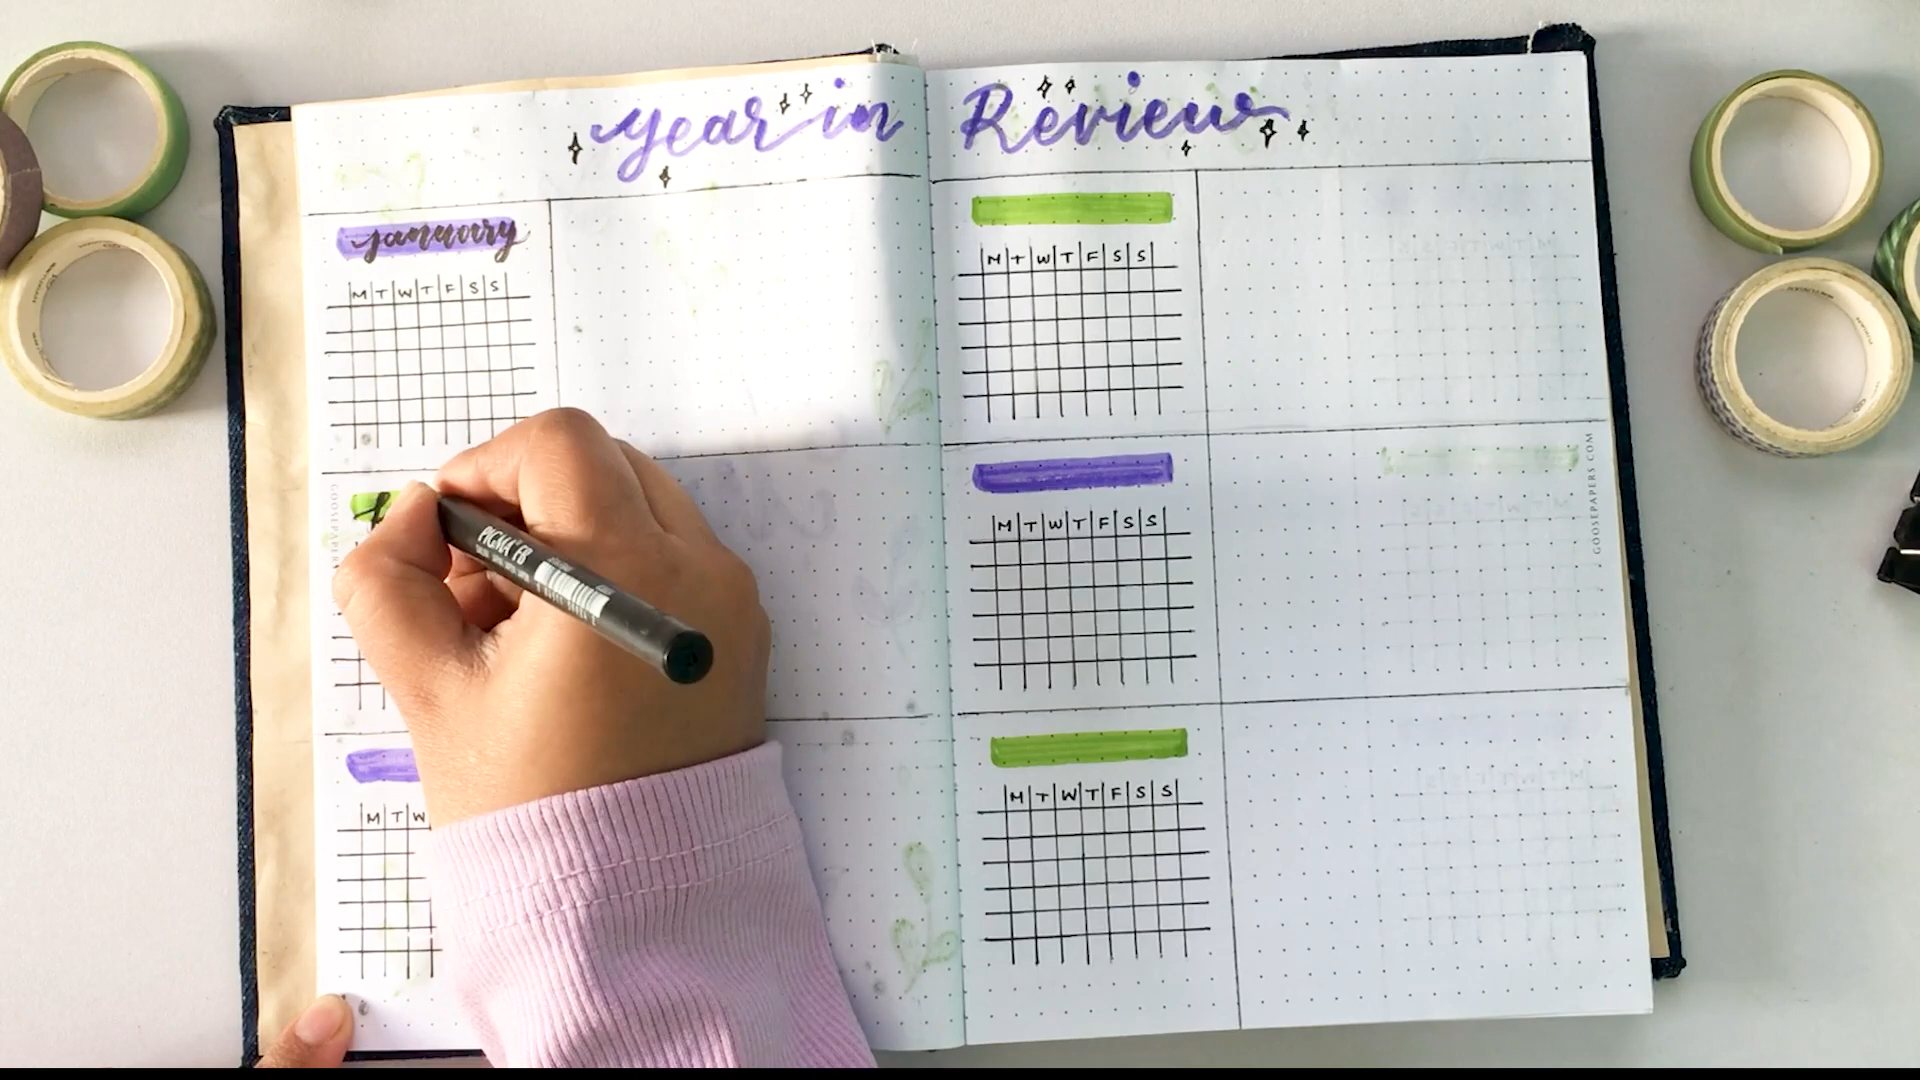 Year in Review
January
M T W T F S S
M T W
M T W T F S S
M T W T F S S
M T W T F S S
PIGMA FB
GOOSEPAPERS.COM